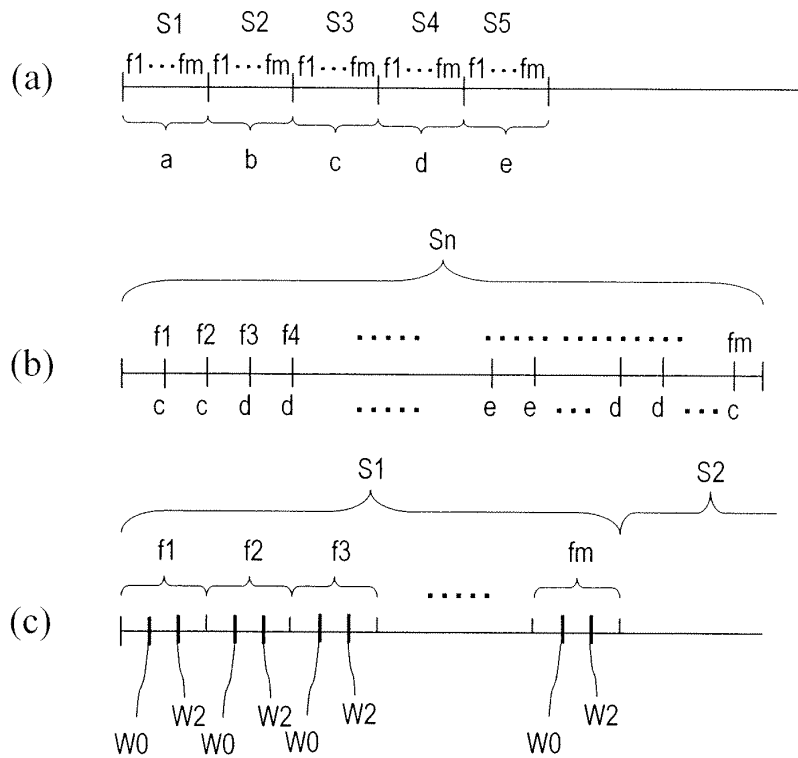 S1 S2 S3 S4 S5
(a) f1···fm f1···fm f1···fm f1···fm f1···fm
a b c d e
Sn
f1 f2 f3 f4 ····· ····· ········· fm
(b)
c c d d ····· e e ··· d d ··· c
S1 S2
f1 f2 f3 ····· fm
(c)
W0 W2 W0 W2 W0 W2 W0 W2